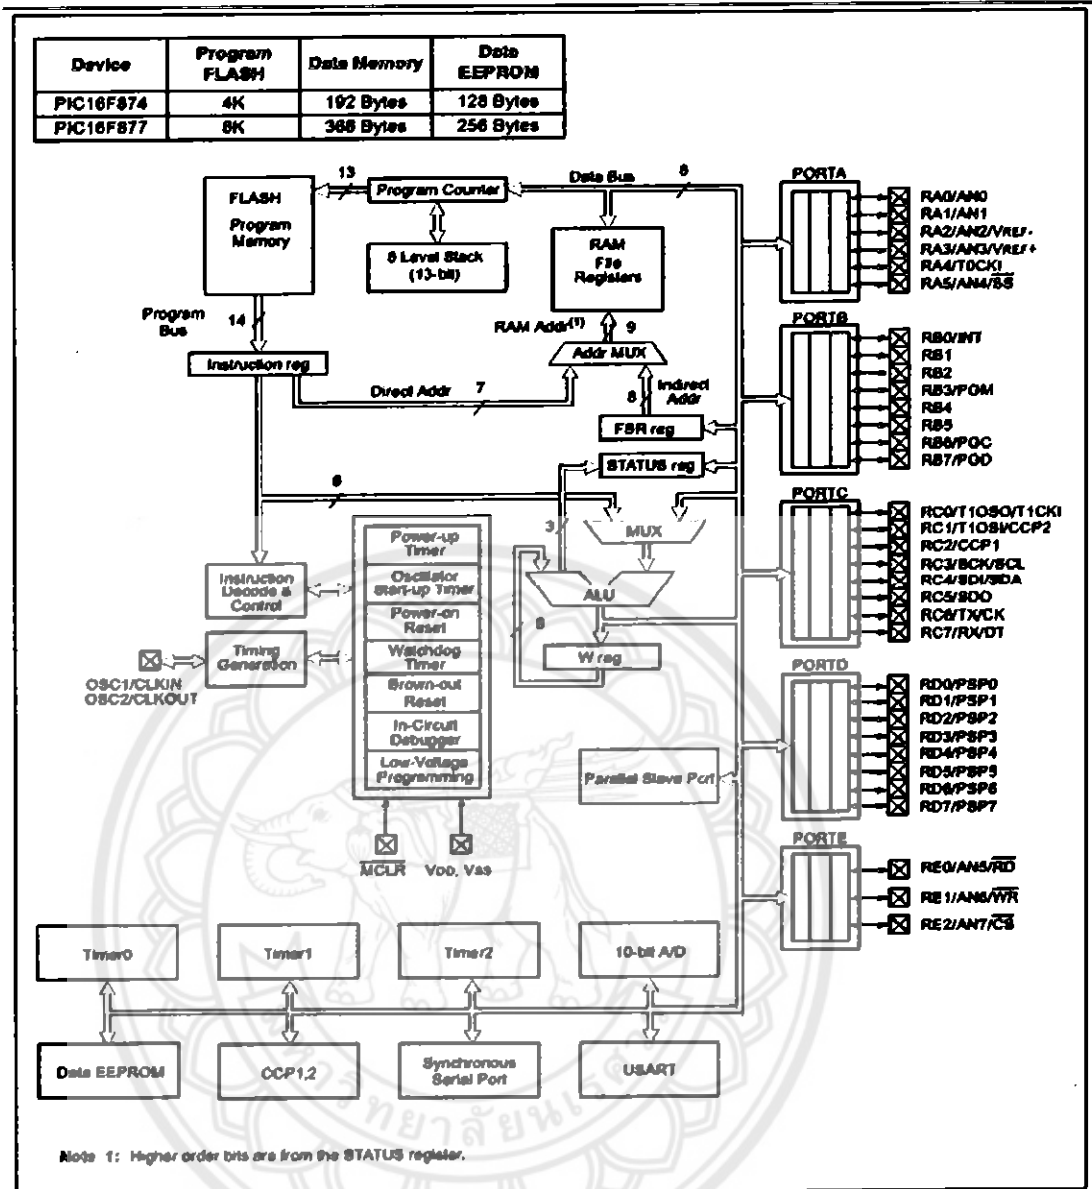 Device Program FLASH Data Memory Data EEPROM
PIC16F874 4K 192 Bytes 128 Bytes
PIC16F877 8K 368 Bytes 256 Bytes
FLASH
Program
Memory
13
Program Counter
Data Bus
8
8 Level Stack
(13-bit)
RAM
File
Registers
Program
Bus
14
RAM Addr(1)
9
Addr MUX
Instruction reg
Direct Addr
7
8
Indirect
Addr
FSR reg
STATUS reg
8
3
MUX
ALU
8
W reg
Instruction
Decode &
Control
Timing
Generation
OSC1/CLKIN
OSC2/CLKOUT
Power-up
Timer
Oscillator
Start-up Timer
Power-on
Reset
Watchdog
Timer
Brown-out
Reset
In-Circuit
Debugger
Low-Voltage
Programming
MCLR
VDD, VSS
Parallel Slave Port
PORTA
RA0/AN0
RA1/AN1
RA2/AN2/VREF-
RA3/AN3/VREF+
RA4/T0CKI
RA5/AN4/SS
PORTB
RB0/INT
RB1
RB2
RB3/PGM
RB4
RB5
RB6/PGC
RB7/PGD
PORTC
RC0/T1OSO/T1CKI
RC1/T1OSI/CCP2
RC2/CCP1
RC3/SCK/SCL
RC4/SDI/SDA
RC5/SDO
RC6/TX/CK
RC7/RX/DT
PORTD
RD0/PSP0
RD1/PSP1
RD2/PSP2
RD3/PSP3
RD4/PSP4
RD5/PSP5
RD6/PSP6
RD7/PSP7
PORTE
RE0/AN5/RD
RE1/AN6/WR
RE2/AN7/CS
Timer0
Timer1
Timer2
10-bit A/D
Data EEPROM
CCP1,2
Synchronous
Serial Port
USART
Note 1: Higher order bits are from the STATUS register.